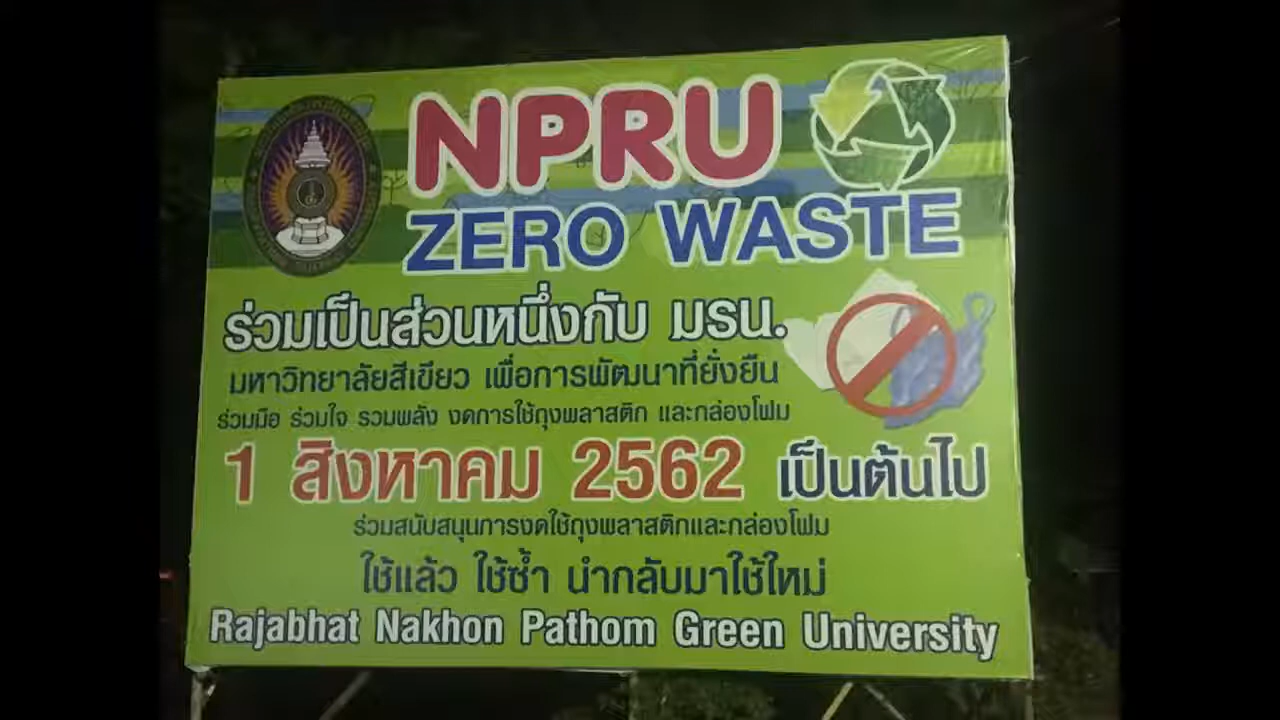 NPRU
ZERO WASTE
ร่วมเป็นส่วนหนึ่งกับ มรน.
มหาวิทยาลัยสีเขียว เพื่อการพัฒนาที่ยั่งยืน
ร่วมมือ ร่วมใจ รวมพลัง งดการใช้ถุงพลาสติก และกล่องโฟม
1 สิงหาคม 2562 เป็นต้นไป
ร่วมสนับสนุนการงดใช้ถุงพลาสติกและกล่องโฟม
ใช้แล้ว ใช้ซ้ำ นำกลับมาใช้ใหม่
Rajabhat Nakhon Pathom Green University